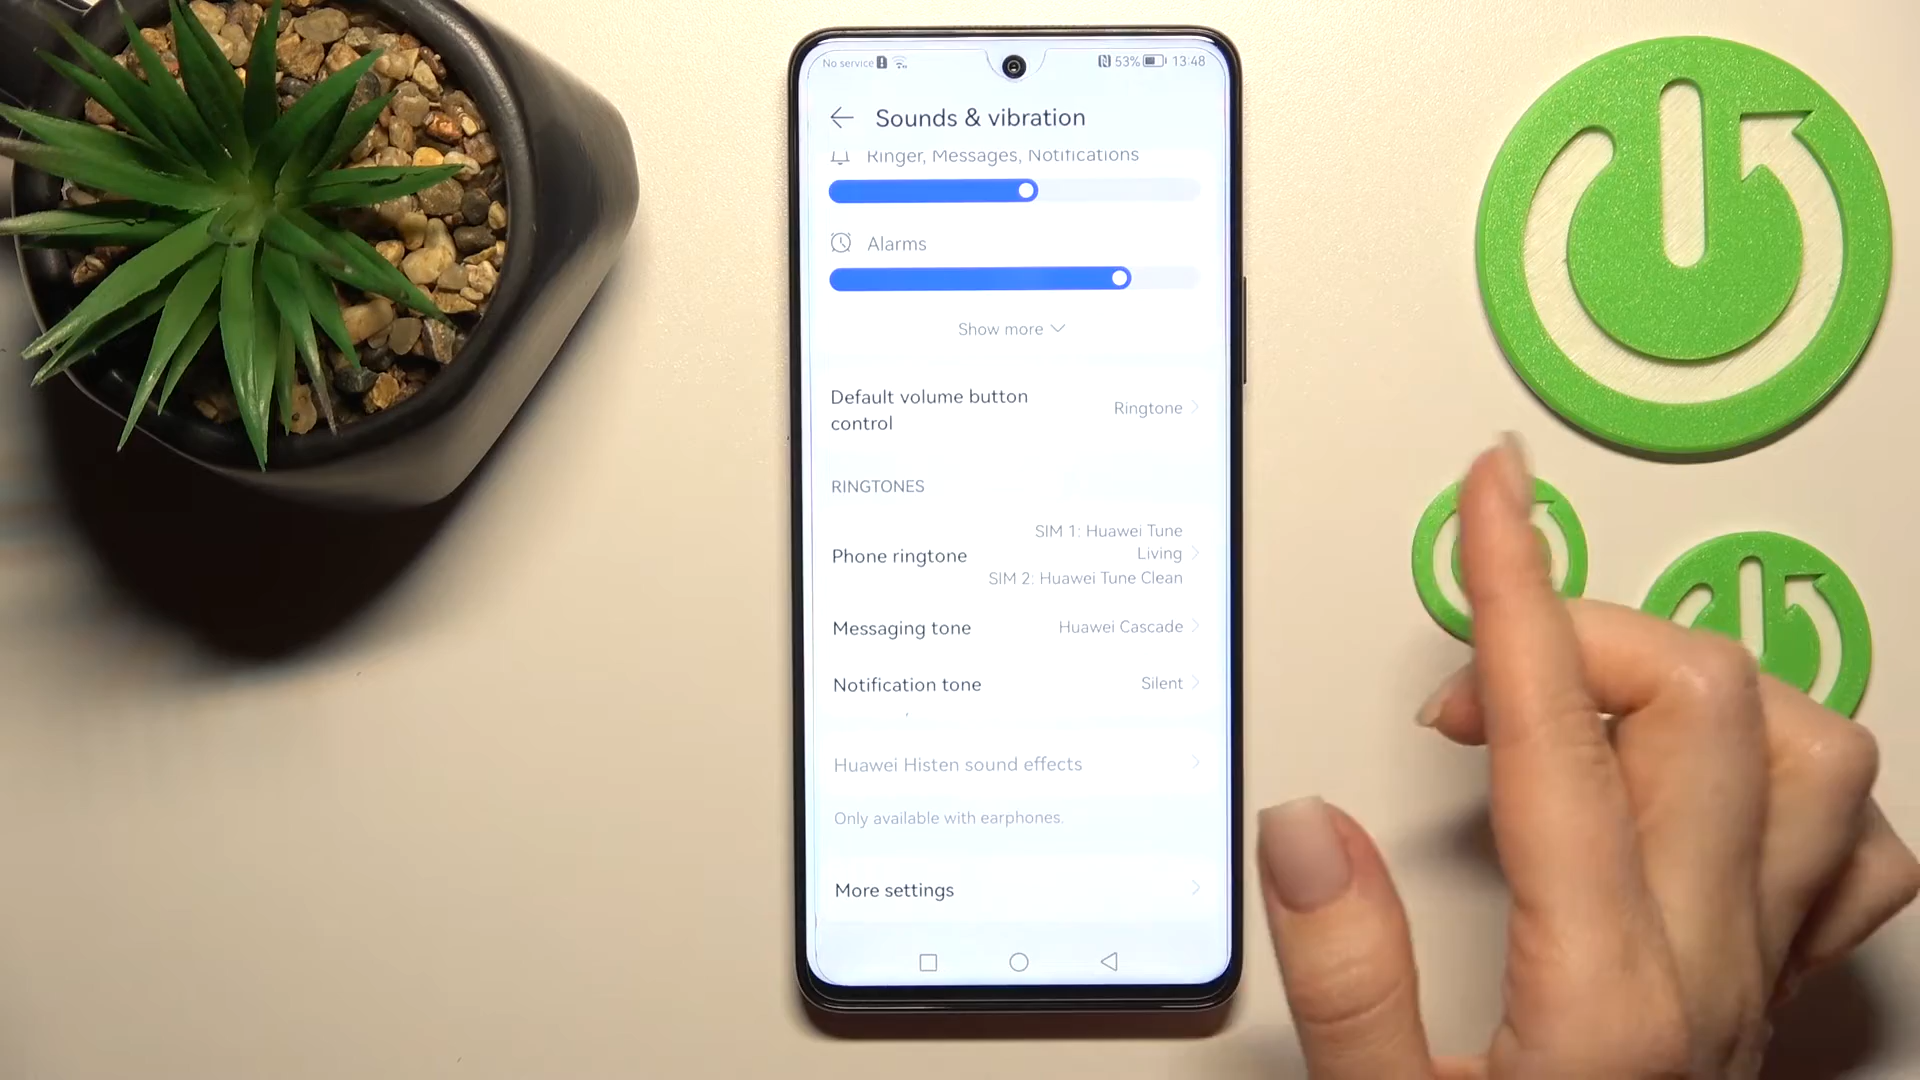 No service 53% 13:48
Sounds & vibration
Ringer, Messages, Notifications
Alarms
Show more
Default volume button
control
Ringtone
RINGTONES
Phone ringtone
SIM 1: Huawei Tune
Living
SIM 2: Huawei Tune Clean
Messaging tone Huawei Cascade
Notification tone Silent
Huawei Histen sound effects
Only available with earphones.
More settings